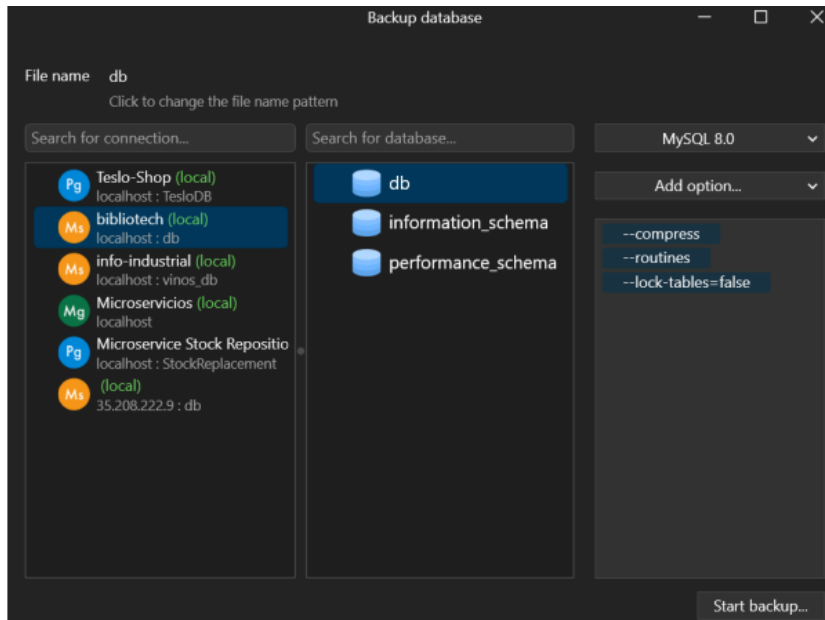 Backup database
File name db
Click to change the file name pattern
Search for connection...
Search for database...
MySQL 8.0
Add option...
Pg Teslo-Shop (local)
localhost : TesloDB
Ms bibliotech (local)
localhost : db
Ms info-industrial (local)
localhost : vinos_db
Mg Microservicios (local)
localhost
Pg Microservice Stock Repositio
localhost : StockReplacement
Ms (local)
35.208.222.9 : db
db
information_schema
performance_schema
--compress
--routines
--lock-tables=false
Start backup...